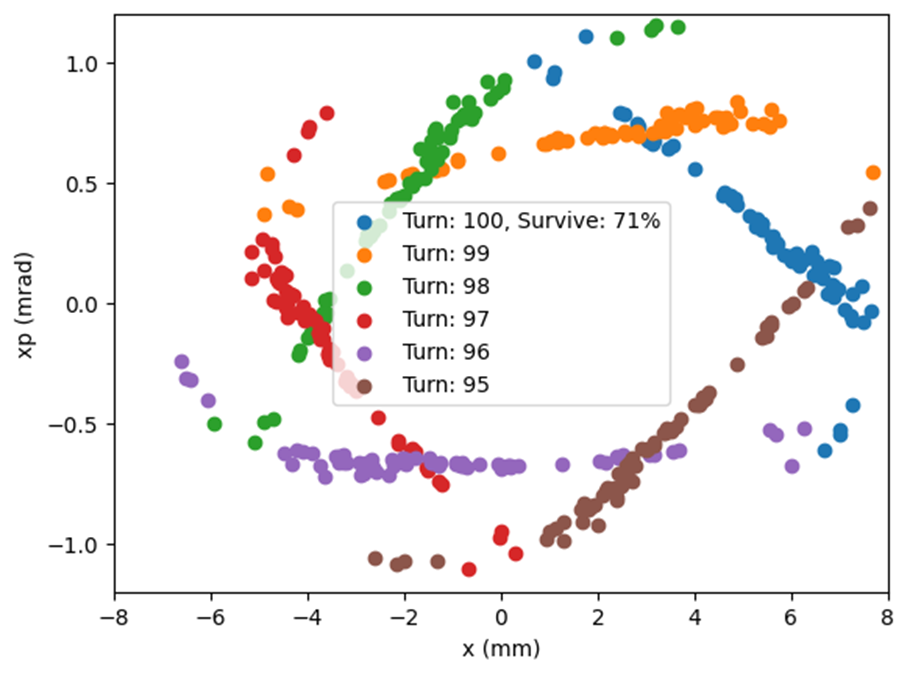 1.0
0.5
0.0
−0.5
−1.0
xp (mrad)
Turn: 100, Survive: 71%
Turn: 99
Turn: 98
Turn: 97
Turn: 96
Turn: 95
−8 −6 −4 −2 0 2 4 6 8
x (mm)